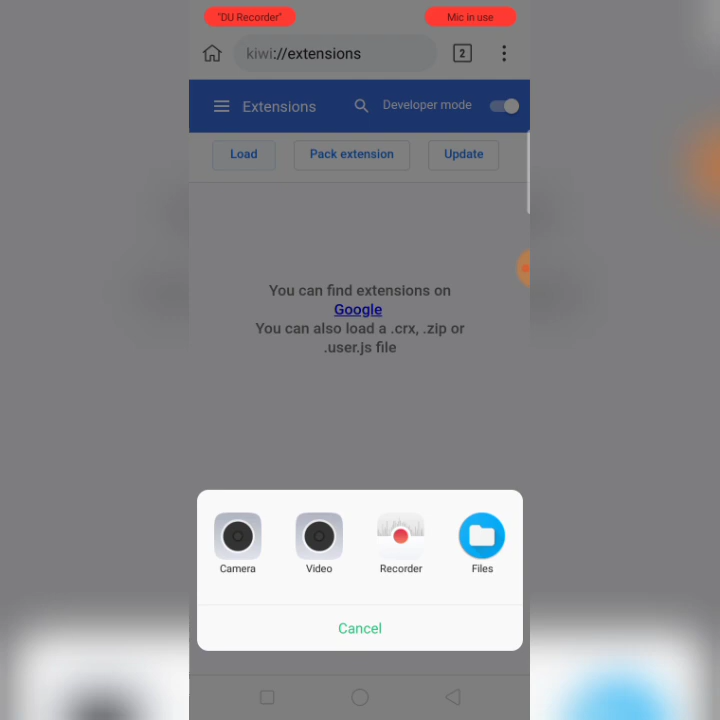 "DU Recorder" Mic in use
kiwi://extensions 2
Extensions Developer mode
Load Pack extension Update
You can find extensions on
Google
You can also load a .crx, .zip or
.user.js file
Camera Video Recorder Files
Cancel